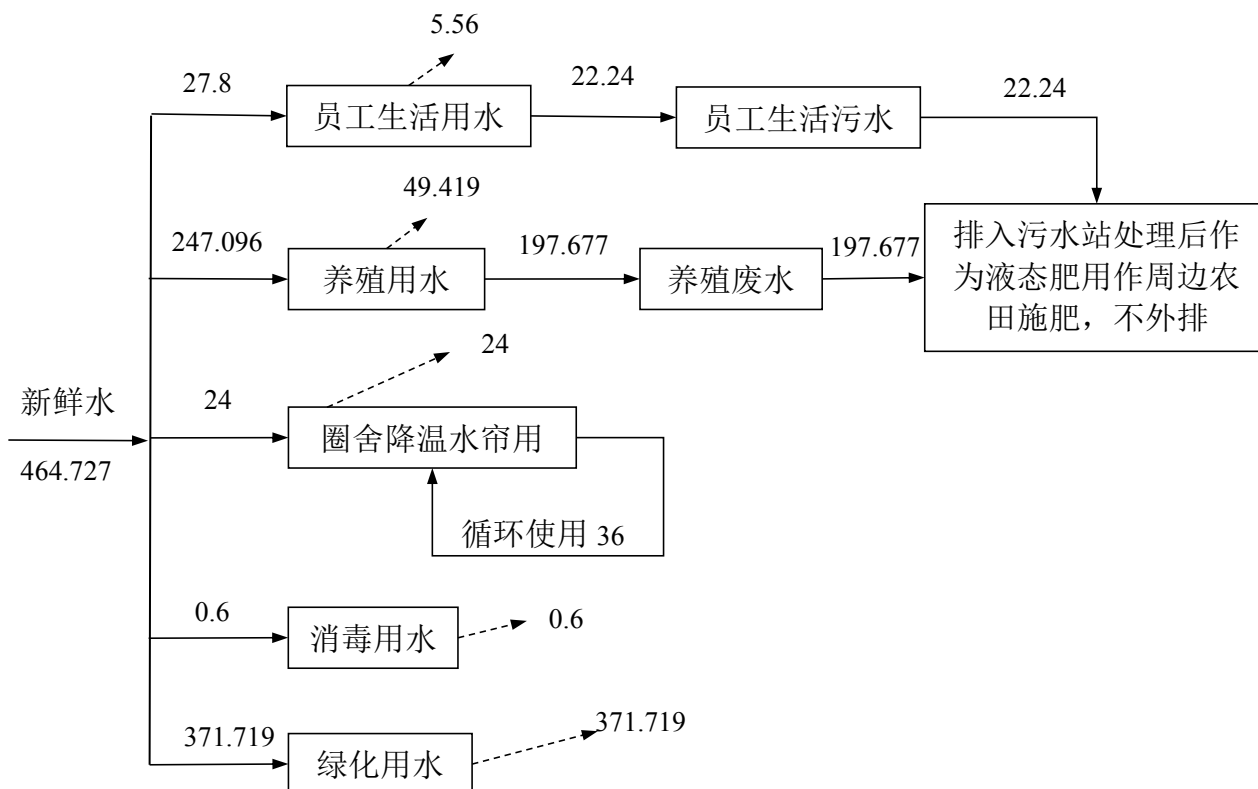 5.56
27.8
员工生活用水
22.24
员工生活污水
22.24
49.419
247.096
养殖用水
197.677
养殖废水
197.677
排入污水站处理后作
为液态肥用作周边农
田施肥，不外排
24
新鲜水
464.727
24
圈舍降温水帘用
循环使用 36
0.6
消毒用水
0.6
371.719
绿化用水
371.719